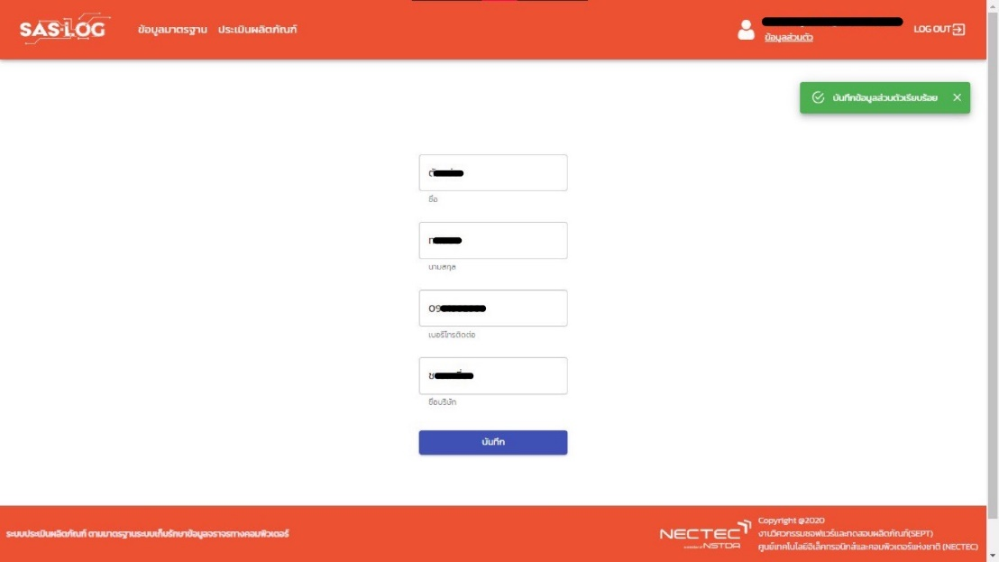 SAS-LOG ข้อมูลมาตรฐาน ประเมินผลิตภัณฑ์ LOG OUT
ข้อมูลส่วนตัว
บันทึกข้อมูลส่วนตัวเรียบร้อย
ชื่อ
นามสกุล
09
เบอร์โทรติดต่อ
ชื่อบริษัท
บันทึก
ระบบประเมินผลิตภัณฑ์ ตามมาตรฐานระบบเก็บรักษาข้อมูลจราจรทางคอมพิวเตอร์
NECTEC
NSTDA
Copyright @2020
งานวิศวกรรมซอฟแวร์และทดสอบผลิตภัณฑ์(SEPT)
ศูนย์เทคโนโลยีอิเล็กทรอนิกส์และคอมพิวเตอร์แห่งชาติ (NECTEC)